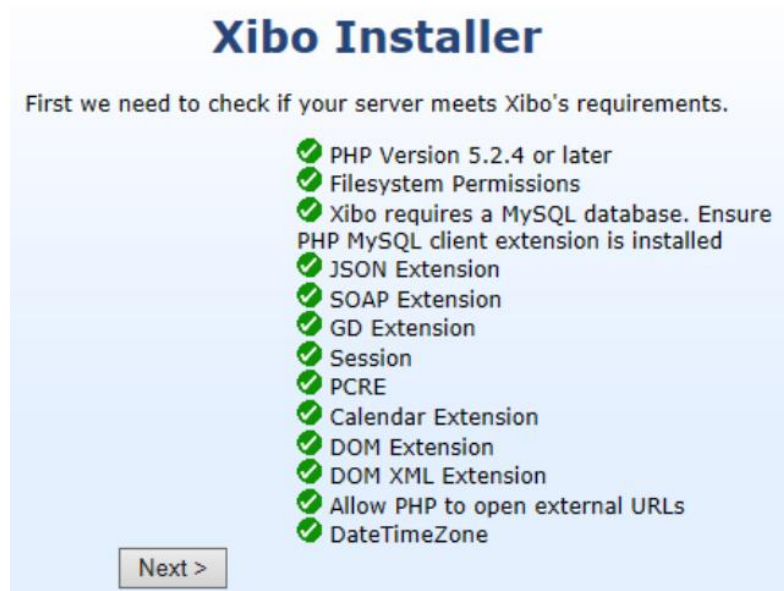 Xibo Installer
First we need to check if your server meets Xibo's requirements.
PHP Version 5.2.4 or later
Filesystem Permissions
Xibo requires a MySQL database. Ensure
PHP MySQL client extension is installed
JSON Extension
SOAP Extension
GD Extension
Session
PCRE
Calendar Extension
DOM Extension
DOM XML Extension
Allow PHP to open external URLs
DateTimeZone
Next >